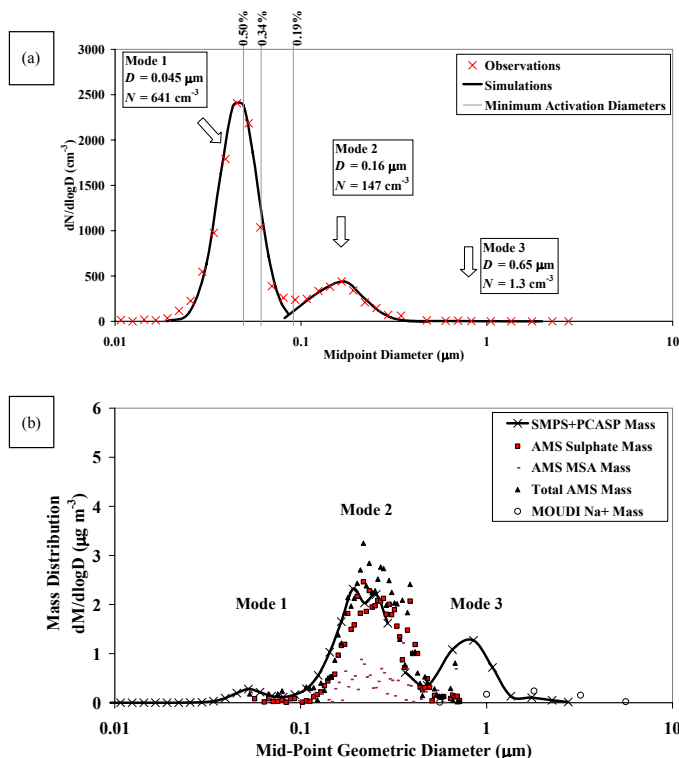 (a)
0.50%
0.34%
0.19%
3000
2500
2000
1500
1000
500
0
dN/dlogD (cm-3)
Mode 1
D = 0.045 μm
N = 641 cm-3
Observations
Simulations
Minimum Activation Diameters
Mode 2
D = 0.16 μm
N = 147 cm-3
Mode 3
D = 0.65 μm
N = 1.3 cm-3
0.01
0.1
1
10
Midpoint Diameter (μm)
(b)
6
5
4
3
2
1
0
Mass Distribution
dM/dlogD (μg m-3)
SMPS+PCASP Mass
AMS Sulphate Mass
AMS MSA Mass
Total AMS Mass
MOUDI Na+ Mass
Mode 2
Mode 1
Mode 3
0.01
0.1
1
10
Mid-Point Geometric Diameter (μm)